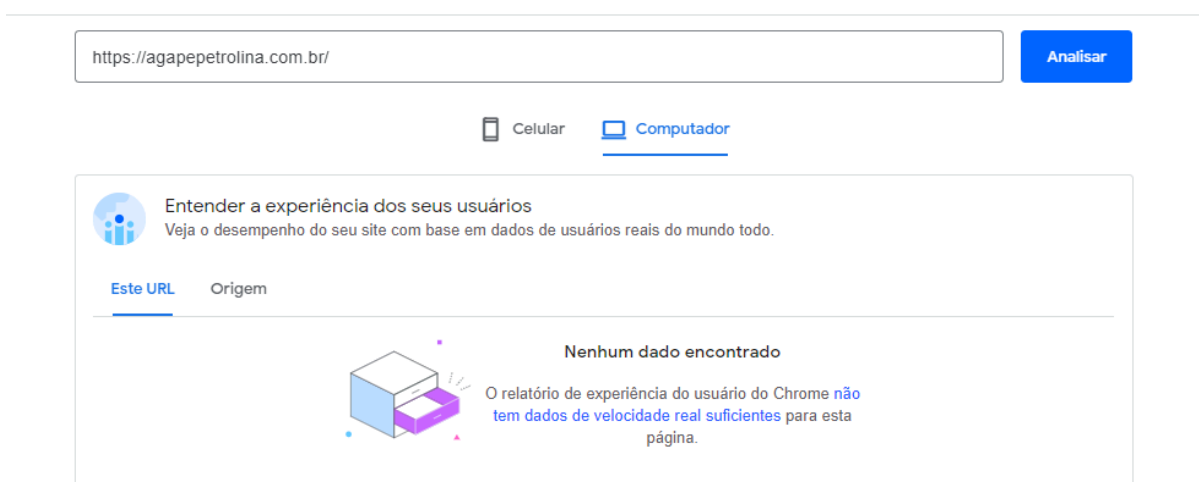 https://agapepetrolina.com.br/
Analisar
Celular
Computador
Entender a experiência dos seus usuários
Veja o desempenho do seu site com base em dados de usuários reais do mundo todo.
Este URL
Origem
Nenhum dado encontrado
O relatório de experiência do usuário do Chrome não
tem dados de velocidade real suficientes para esta
página.